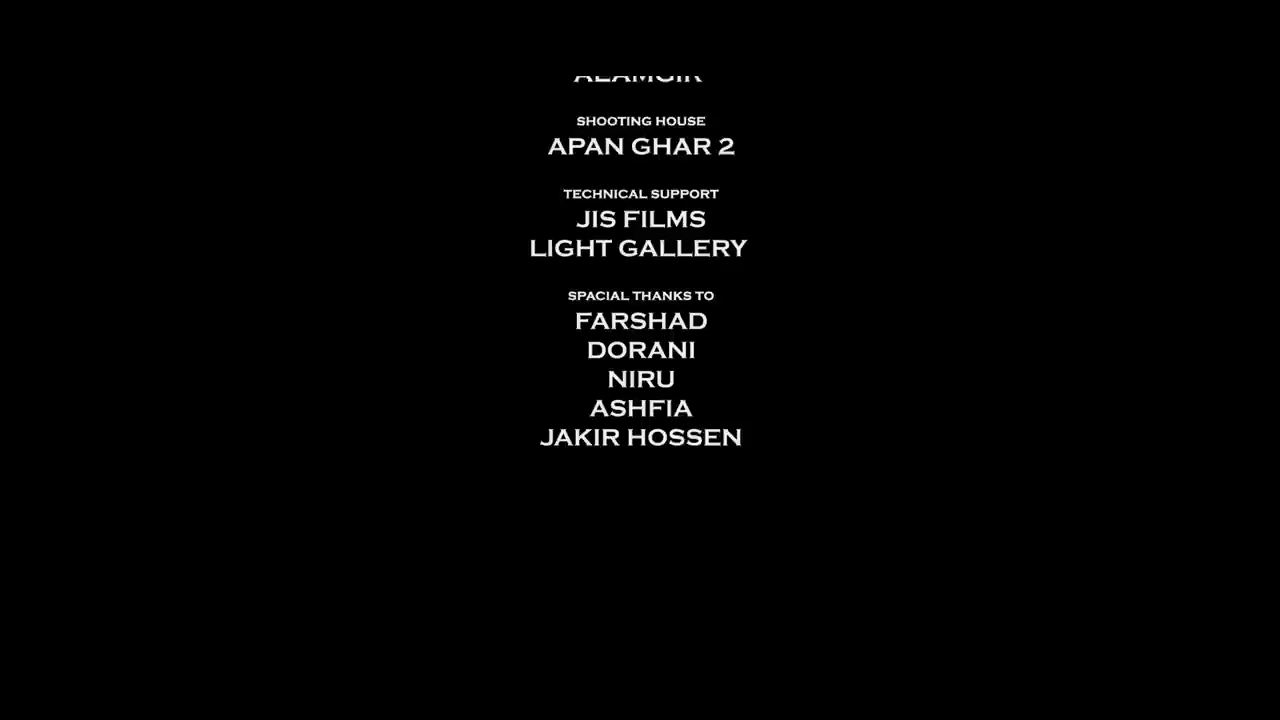 ALAMGIR
SHOOTING HOUSE
APAN GHAR 2
TECHNICAL SUPPORT
JIS FILMS
LIGHT GALLERY
SPACIAL THANKS TO
FARSHAD
DORANI
NIRU
ASHFIA
JAKIR HOSSEN